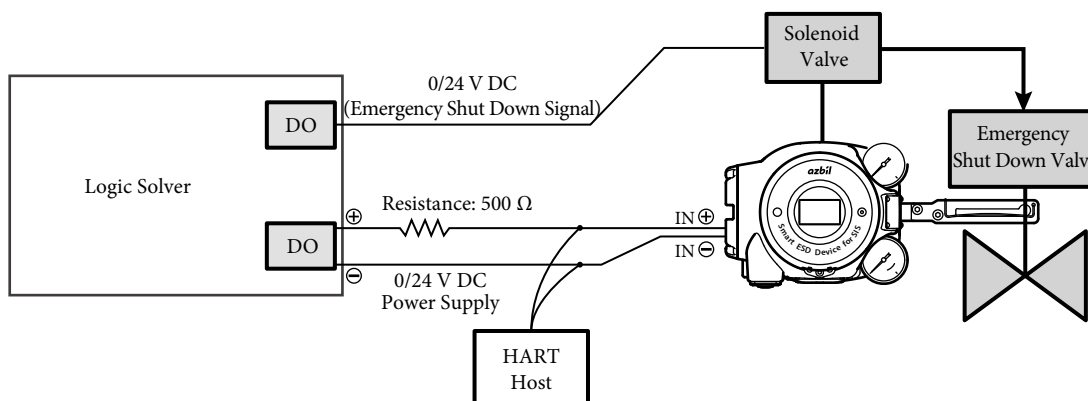 Solenoid
Valve
0/24 V DC
(Emergency Shut Down Signal)
DO
Emergency
Shut Down Valv
Logic Solver
azbil
Smart ESD Device for SIS
Resistance: 500 Ω
⊕
IN ⊕
DO
IN ⊖
⊖
0/24 V DC
Power Supply
HART
Host